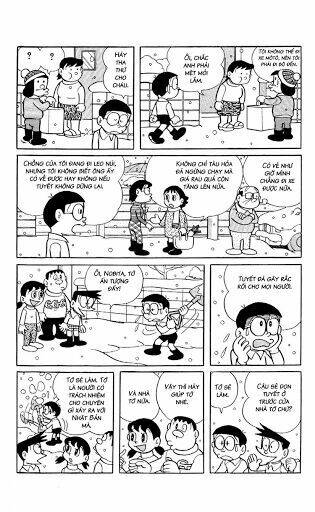 ?
?
HÃY
THA
THỨ
CHO
CHÁU.
ÔI, CHẮC
ANH PHẢI
MỆT MỎI
LẮM.
TÔI KHÔNG THỂ ĐI
XE MÔTÔ, NÊN TÔI
PHẢI ĐI BỘ ĐẾN.
CHỒNG CỦA TÔI ĐANG ĐI LEO NÚI,
NHƯNG TÔI KHÔNG BIẾT ÔNG ẤY
CÓ VỀ ĐƯỢC HAY KHÔNG NẾU
TUYẾT KHÔNG DỪNG LẠI.
KHÔNG CHỈ TÀU HỎA
ĐÃ NGỪNG CHẠY MÀ
GIÁ RAU QUẢ CÒN
TĂNG LÊN NỮA.
CÓ VẺ NHƯ
GIỜ MÌNH
CHẲNG ĐI XE
ĐƯỢC NỮA.
ÔI, NOBITA,
TỚ
ẤN TƯỢNG
ĐẤY!
TUYẾT ĐÃ GÂY RẮC
RỐI CHO MỌI NGƯỜI.
TỚ SẼ LÀM. TỚ
LÀ NGƯỜI CÓ
TRÁCH NHIỆM
CHO CHUYỆN
GÌ XẢY RA VỚI
NHẬT BẢN
MÀ.
VÀ NHÀ
TỚ NỮA.
VẬY THÌ HÃY
GIÚP TỚ
NHÉ.
TỚ SẼ
LÀM.
CẬU SẼ DỌN
TUYẾT Ở
TRƯỚC CỬA
NHÀ TỚ CHỨ?